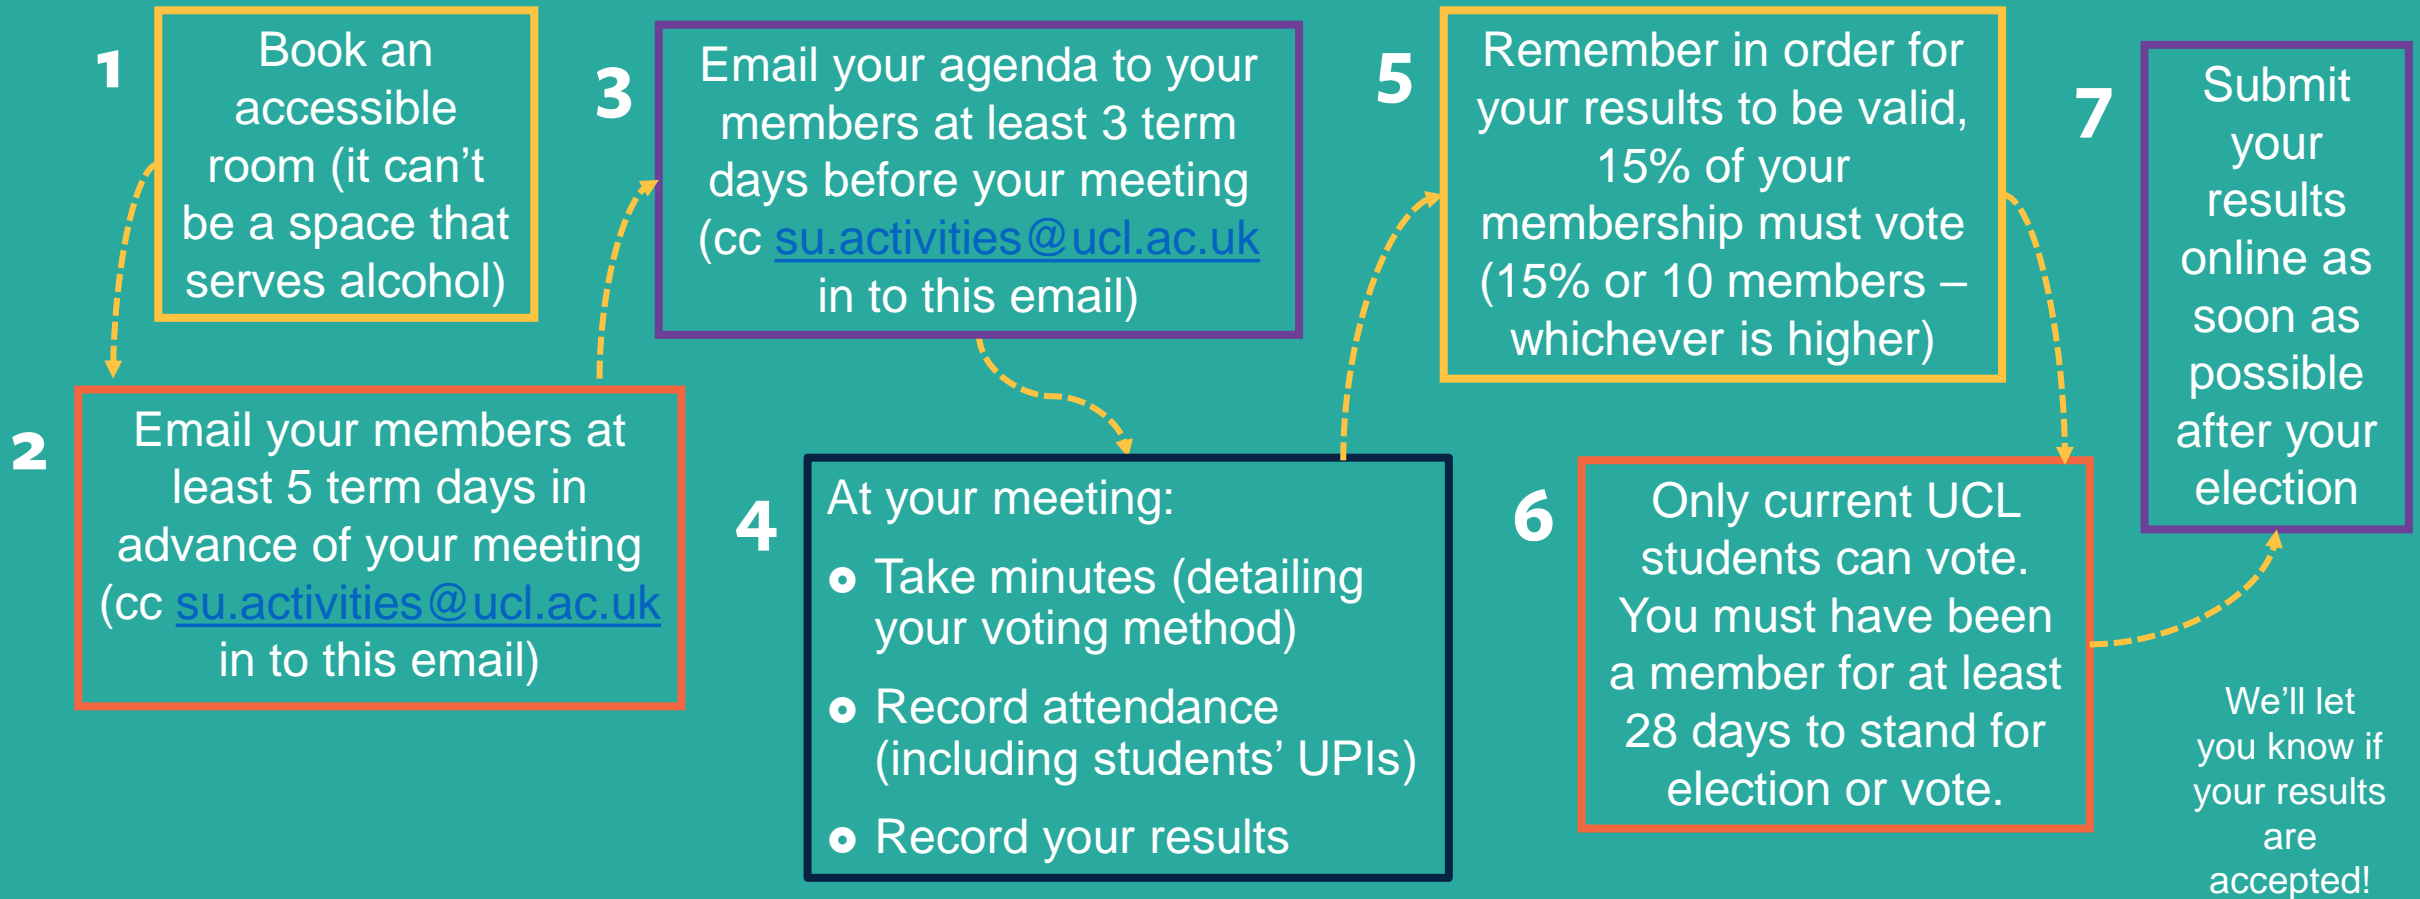 1
Book an
accessible
room (it can’t
be a space that
serves alcohol)
2
Email your members at
least 5 term days in
advance of your meeting
(cc su.activities@ucl.ac.uk
in to this email)
3
Email your agenda to your
members at least 3 term
days before your meeting
(cc su.activities@ucl.ac.uk
in to this email)
4
At your meeting:
Take minutes (detailing
your voting method)
Record attendance
(including students’ UPIs)
Record your results
5
Remember in order for
your results to be valid,
15% of your
membership must vote
(15% or 10 members –
whichever is higher)
6
Only current UCL
students can vote.
You must have been
a member for at least
28 days to stand for
election or vote.
7
Submit
your
results
online as
soon as
possible
after your
election
We’ll let
you know if
your results
are
accepted!